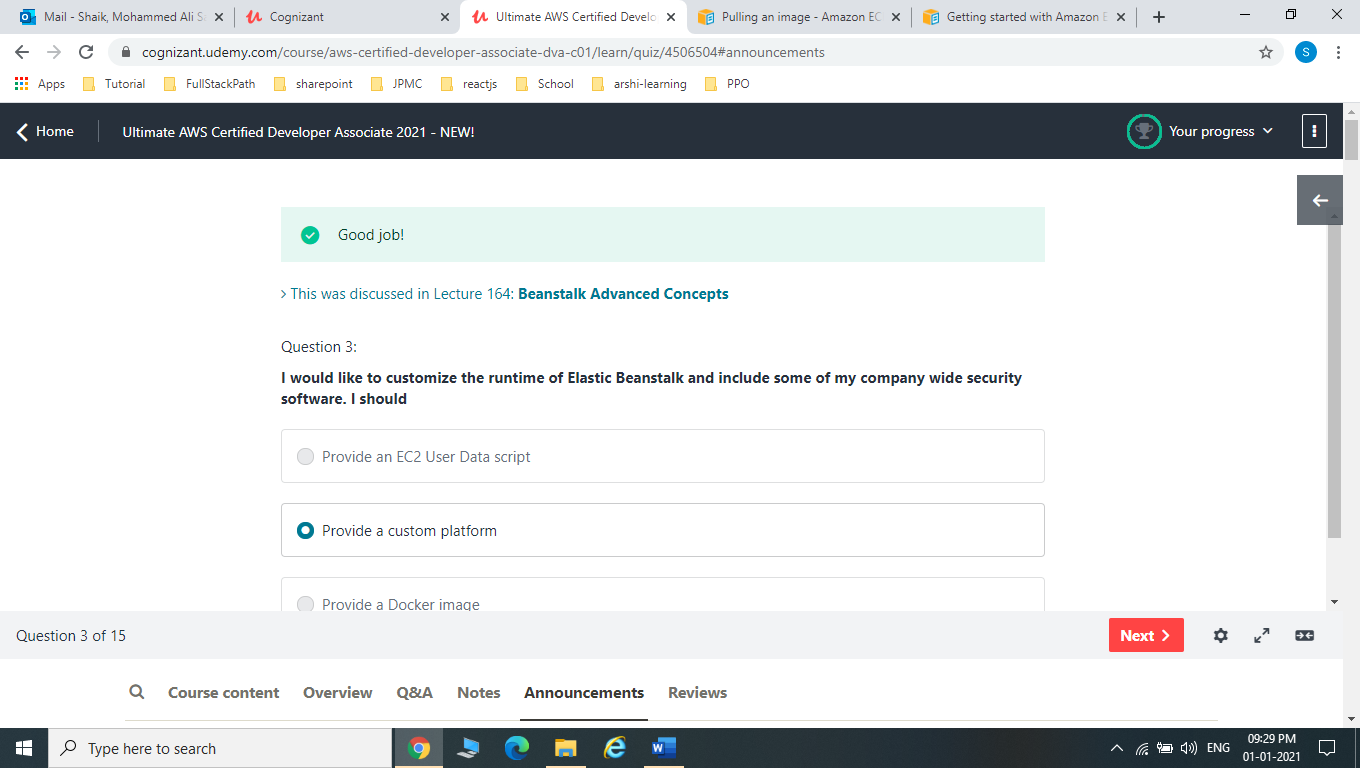 Mail - Shaik, Mohammed Ali S
Cognizant
Ultimate AWS Certified Develo
Pulling an image - Amazon EC
Getting started with Amazon E
cognizant.udemy.com/course/aws-certified-developer-associate-dva-c01/learn/quiz/4506504#announcements
S
Apps
Tutorial
FullStackPath
sharepoint
JPMC
reactjs
School
arshi-learning
PPO
Home
Ultimate AWS Certified Developer Associate 2021 - NEW!
Your progress
Good job!
> This was discussed in Lecture 164: Beanstalk Advanced Concepts
Question 3:
I would like to customize the runtime of Elastic Beanstalk and include some of my company wide security
software. I should
Provide an EC2 User Data script
Provide a custom platform
Provide a Docker image
Question 3 of 15
Next
Course content
Overview
Q&A
Notes
Announcements
Reviews
Type here to search
ENG
09:29 PM
01-01-2021